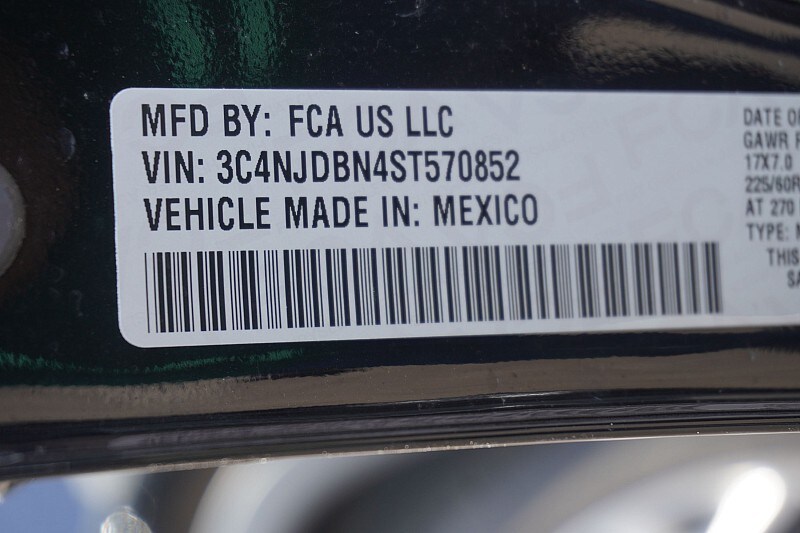 MFD BY: FCA US LLC
VIN: 3C4NJDBN4ST570852
VEHICLE MADE IN: MEXICO
DATE
GAWR
17X7.0
225/60R
AT 270
TYPE:
THIS